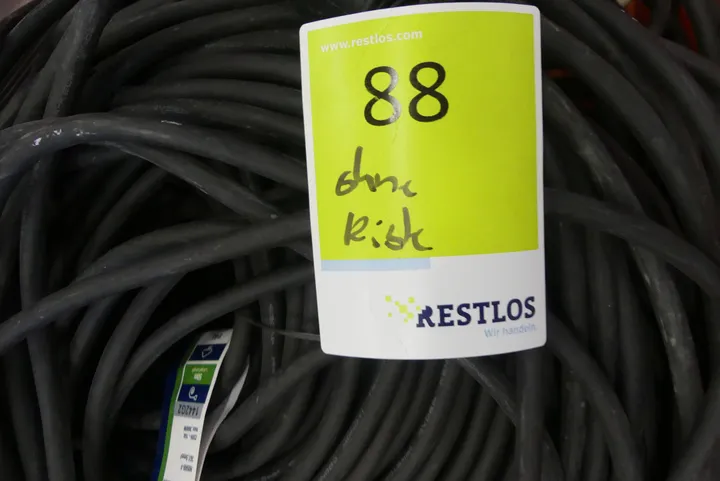 www.restlos.com
88
ohne
Risk
RESTLOS
Wir handeln.